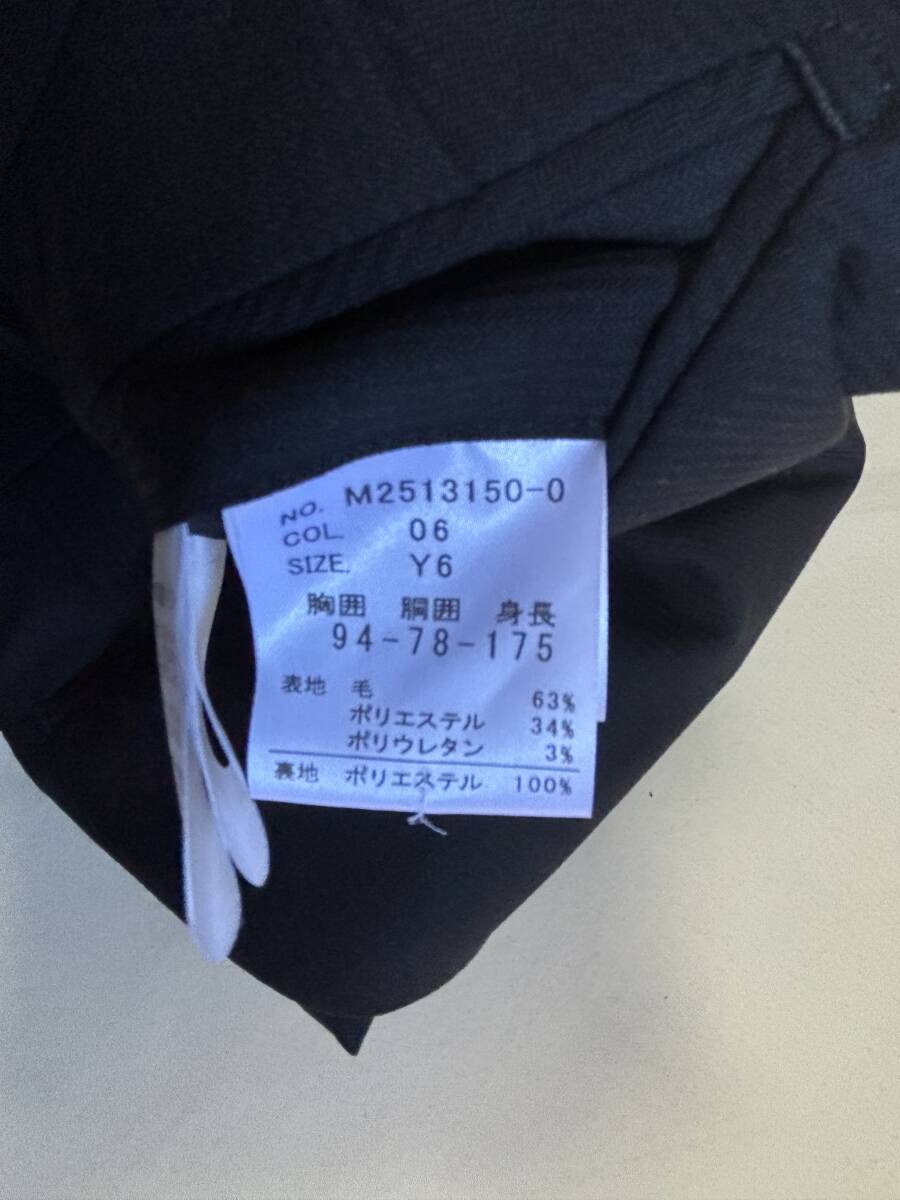 NO. M2513150-0
COL. 06
SIZE. Y6
胸囲 胴囲 身長
94-78-175
表地 毛 63%
ポリエステル 34%
ポリウレタン 3%
裏地 ポリエステル 100%